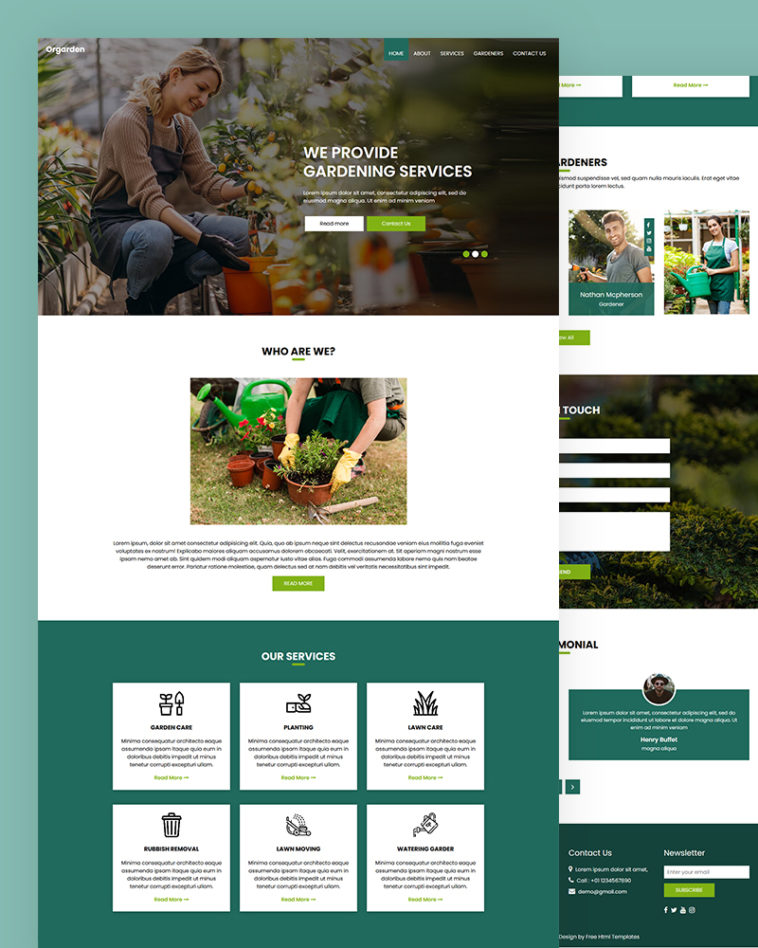 Orgarden
HOME ABOUT SERVICES GARDENERS CONTACT US
WE PROVIDE
GARDENING SERVICES
Lorem ipsum dolor sit amet, consectetur adipiscing elit, sed do
eiusmod magna aliqua. Ut enim ad minim veniam
Read more Contact Us
WHO ARE WE?
Lorem ipsum, dolor sit amet consectetur adipisicing elit. Quia, quo ab ipsum neque sint delectus recusandae veniam eius mollitia fuga eveniet
voluptates ex nostrum! Explicabo maiores aliquam accusamus dolorem obcaecati. Velit, exercitationem at. Sit aperiam magni nostrum esse
ipsam nemo amet ab. Sint quidem modi aliquam aspernatur iusto vitae alias. Fuga commodi assumenda labore nemo quis nam beatae
deserunt error. Pariatur ratione molestiae, quam delectus sed at nam debitis vel veritatis necessitatibus sint impedit.
READ MORE
OUR SERVICES
GARDEN CARE
Minima consequatur architecto eaque
assumenda ipsam itaque quia eum in
doloribus debitis impedit ut minus
tenetur corrupti excepturi ullam.
Read More
PLANTING
Minima consequatur architecto eaque
assumenda ipsam itaque quia eum in
doloribus debitis impedit ut minus
tenetur corrupti excepturi ullam.
Read More
LAWN CARE
Minima consequatur architecto eaque
assumenda ipsam itaque quia eum in
doloribus debitis impedit ut minus
tenetur corrupti excepturi ullam.
Read More
RUBBISH REMOVAL
Minima consequatur architecto eaque
assumenda ipsam itaque quia eum in
doloribus debitis impedit ut minus
tenetur corrupti excepturi ullam.
Read More
LAWN MOVING
Minima consequatur architecto eaque
assumenda ipsam itaque quia eum in
doloribus debitis impedit ut minus
tenetur corrupti excepturi ullam.
Read More
WATERING GARDER
Minima consequatur architecto eaque
assumenda ipsam itaque quia eum in
doloribus debitis impedit ut minus
tenetur corrupti excepturi ullam.
Read More
More
Read More
ARDENERS
ismod suspendisse vel, sed quam nulla mauris iaculis. Erat eget vitae
cidunt porta lorem lectus.
Nathan Mcpherson
Gardener
All
TOUCH
END
MONIAL
Lorem ipsum dolor sit amet, consectetur adipiscing elit, sed do
eiusmod tempor incididunt ut labore et dolore magna aliqua. Ut
enim ad minim veniam
Henry Buffet
magna aliqua
Contact Us
Lorem ipsum dolor sit amet,
Call : +01 1234567890
demo@gmail.com
Newsletter
Enter your email
SUBSCRIBE
Design by Free Html Templates